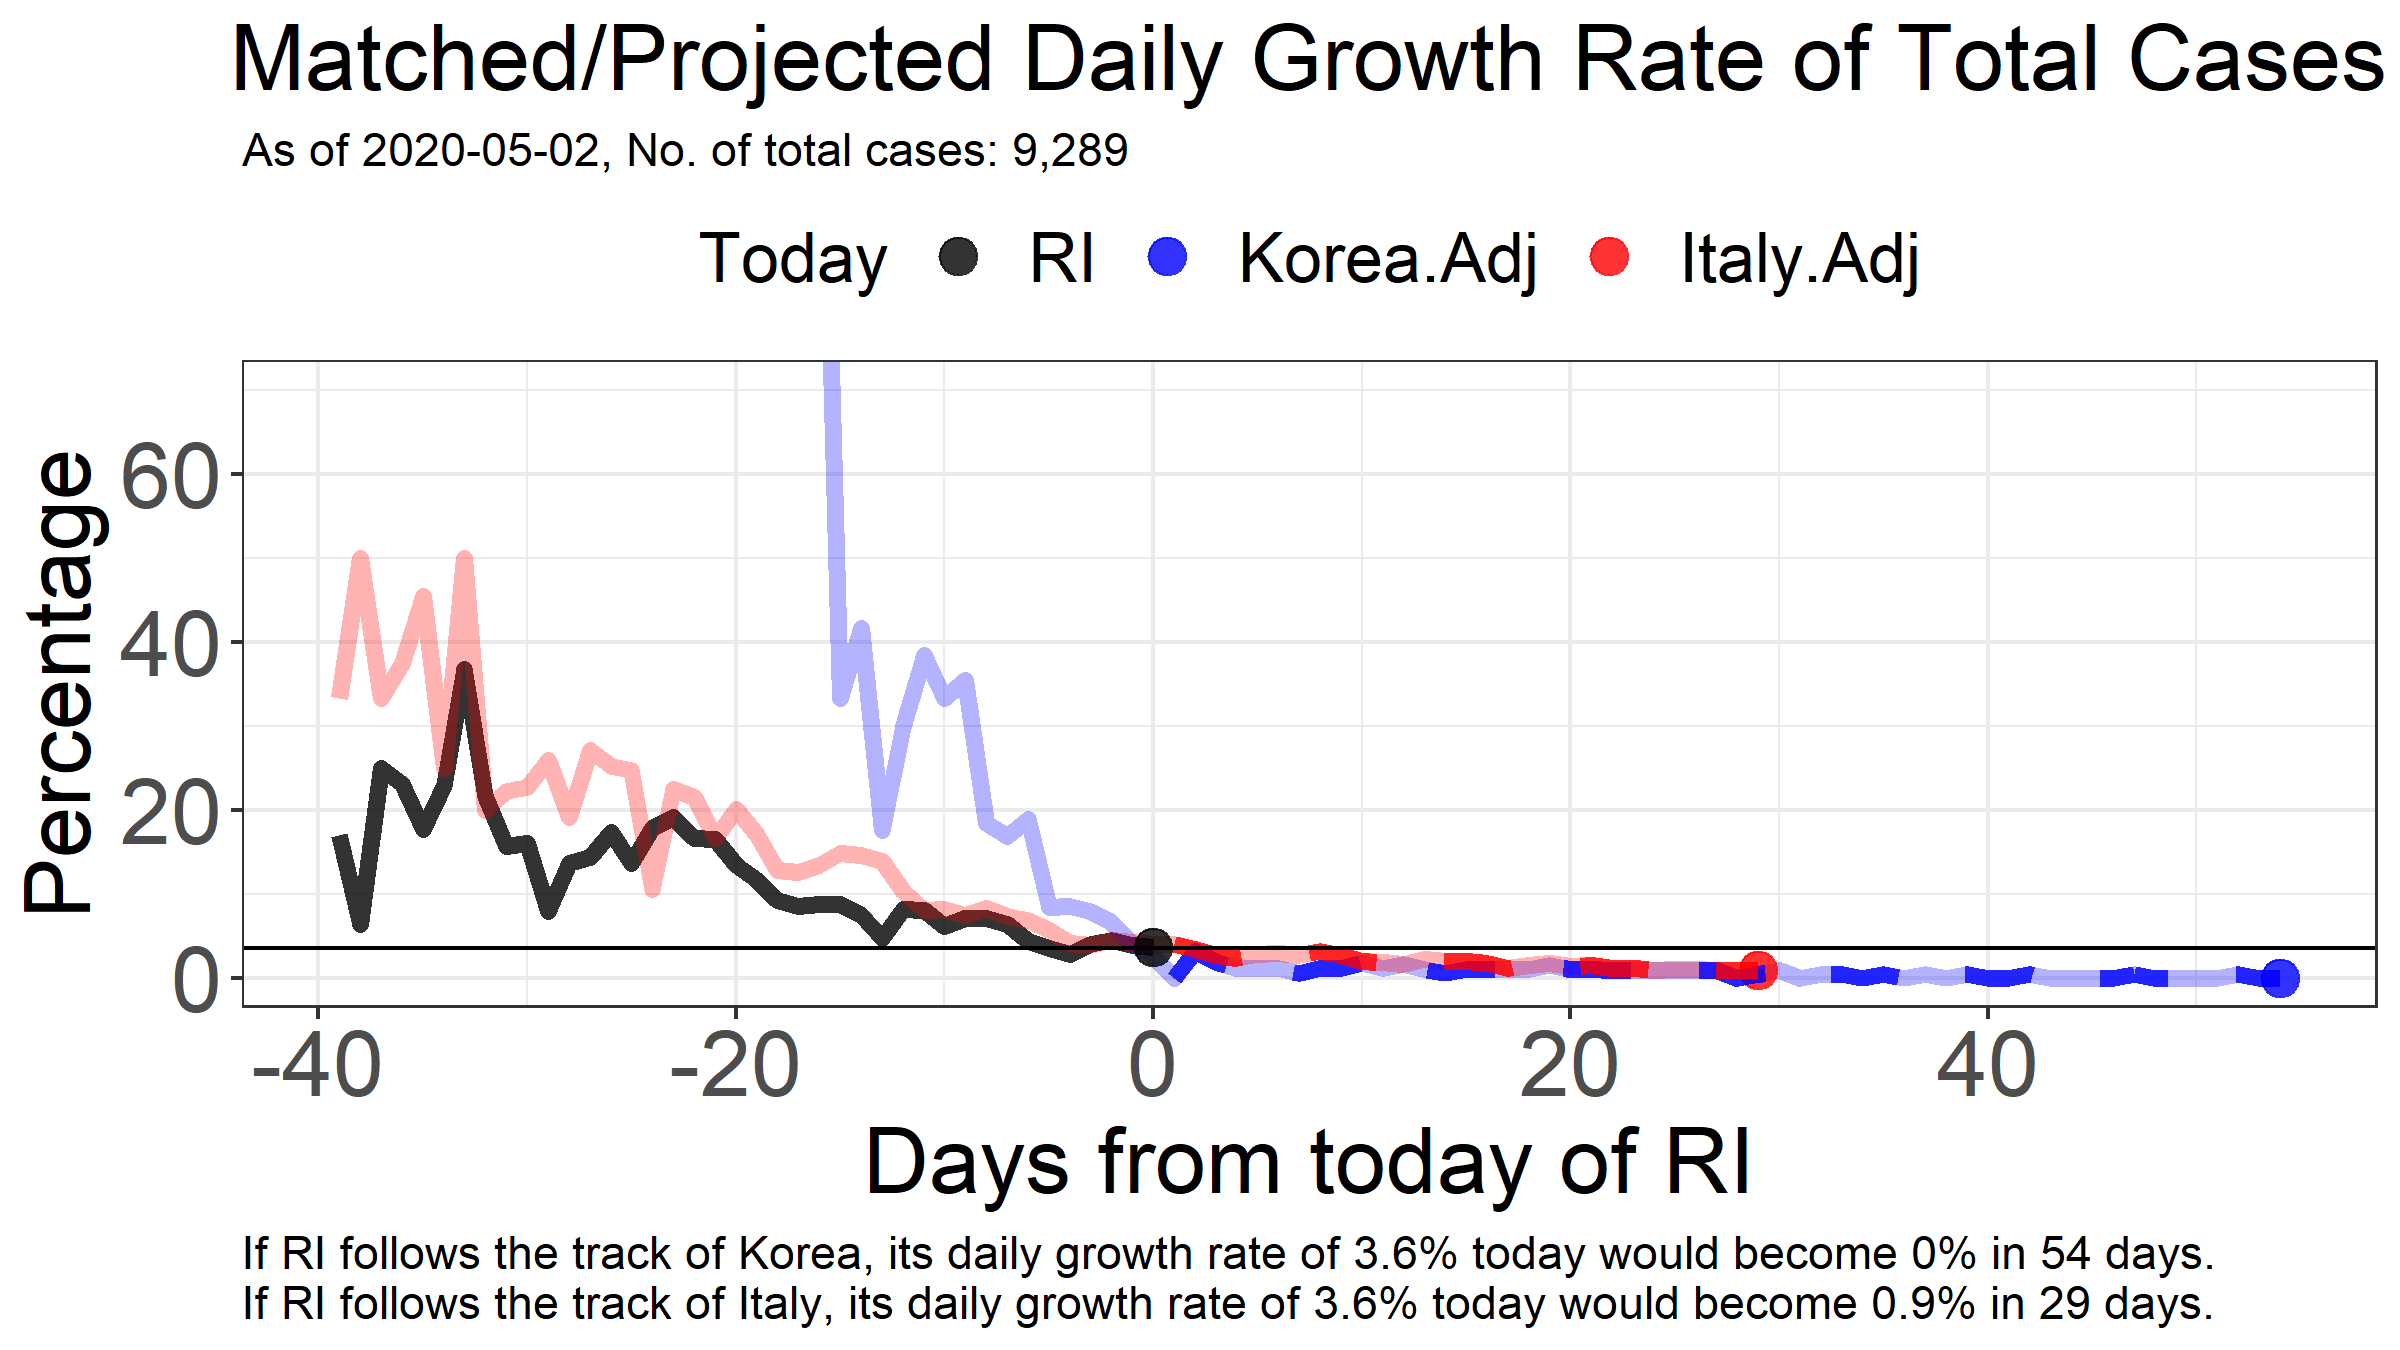 Matched/Projected Daily Growth Rate of Total Cases
As of 2020-05-02, No. of total cases: 9,289
Today RI Korea.Adj Italy.Adj
Percentage
60
40
20
0
-40 -20 0 20 40
Days from today of RI
If RI follows the track of Korea, its daily growth rate of 3.6% today would become 0% in 54 days.
If RI follows the track of Italy, its daily growth rate of 3.6% today would become 0.9% in 29 days.